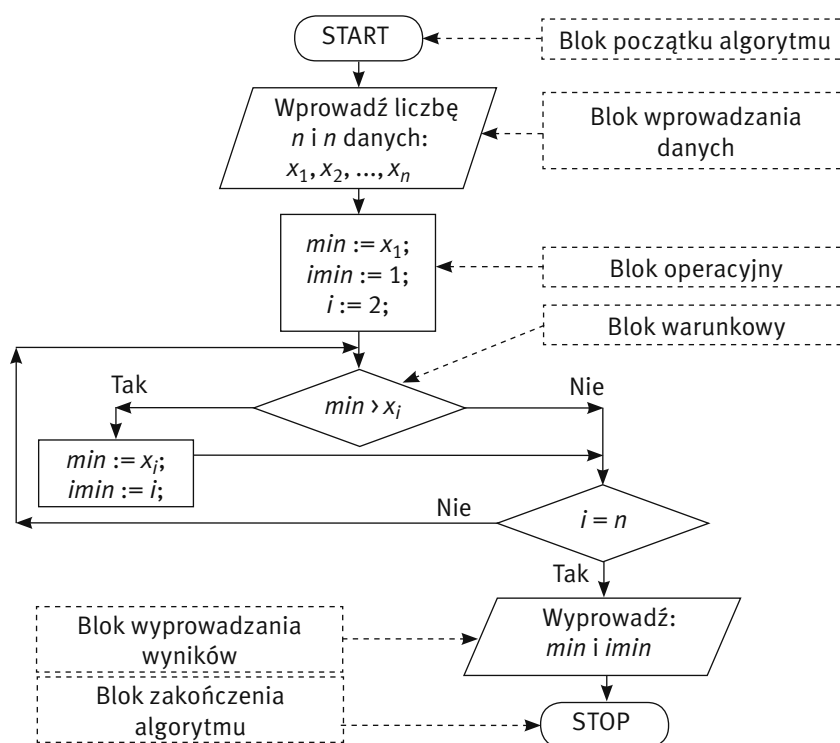 START
Blok początku algorytmu
Wprowadź liczbę
n i n danych:
x₁, x₂, ..., xₙ
Blok wprowadzania
danych
min := x₁;
imin := 1;
i := 2;
Blok operacyjny
Blok warunkowy
Tak
min > xᵢ
Nie
min := xᵢ;
imin := i;
Nie
i = n
Tak
Blok wyprowadzania
wyników
Wyprowadź:
min i imin
Blok zakończenia
algorytmu
STOP